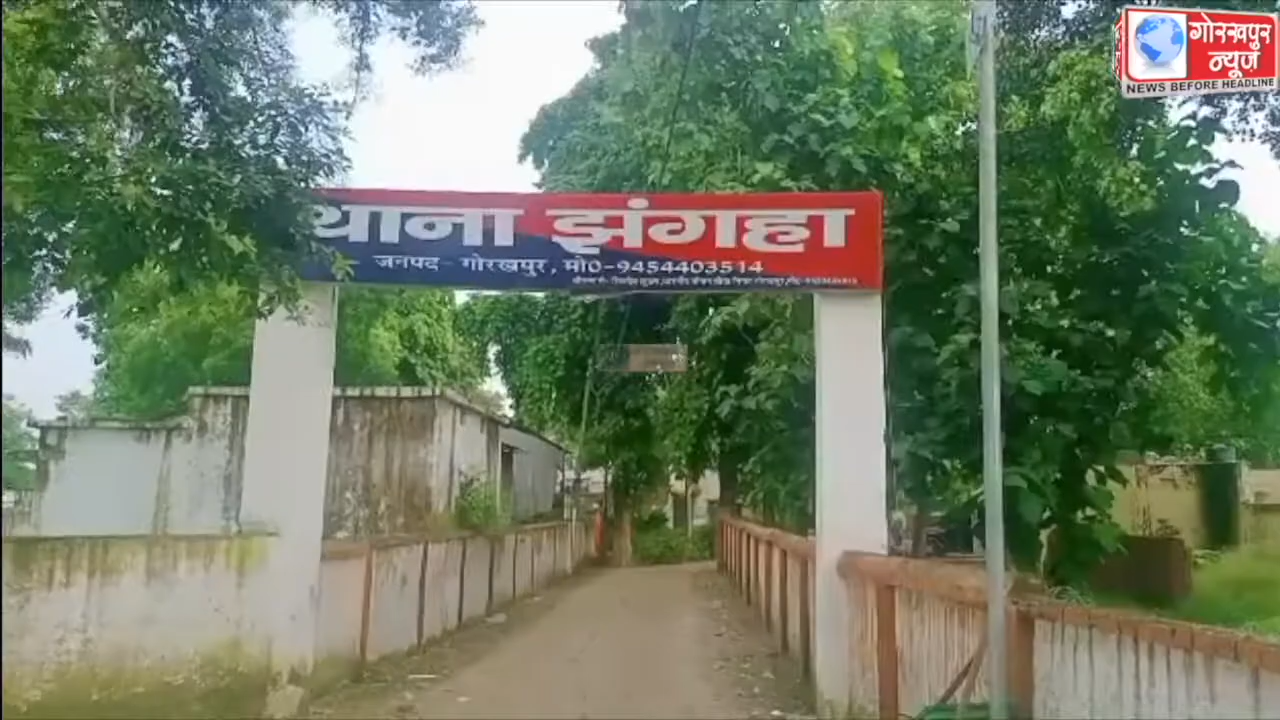 गोरखपुर
न्यूज़
NEWS BEFORE HEADLINE
थाना झंगहा
जनपद - गोरखपुर, मो0-9454403514